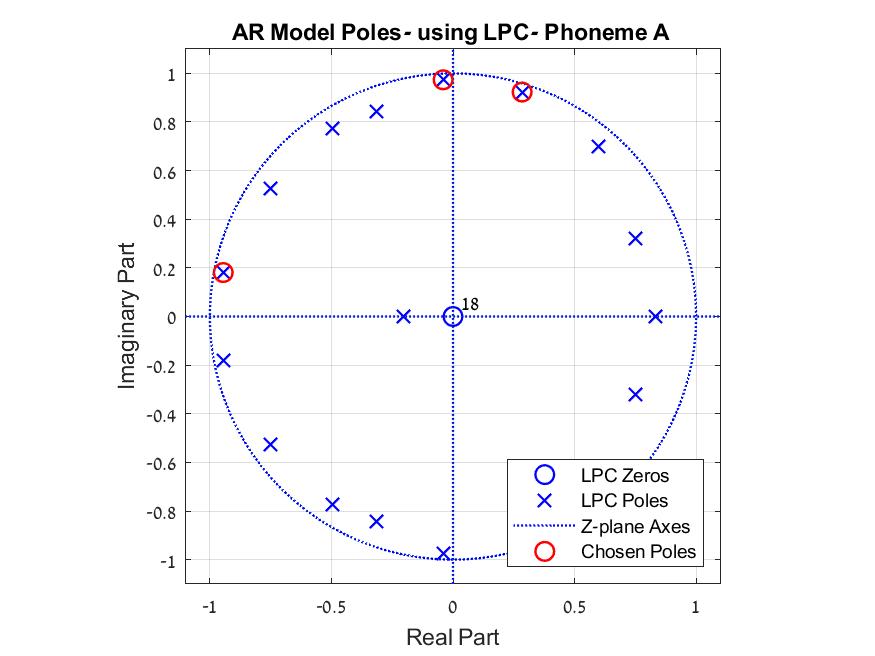 AR Model Poles- using LPC- Phoneme A
1
0.8
0.6
0.4
0.2
0
-0.2
-0.4
-0.6
-0.8
-1
Imaginary Part
18
LPC Zeros
LPC Poles
Z-plane Axes
Chosen Poles
-1
-0.5
0
0.5
1
Real Part